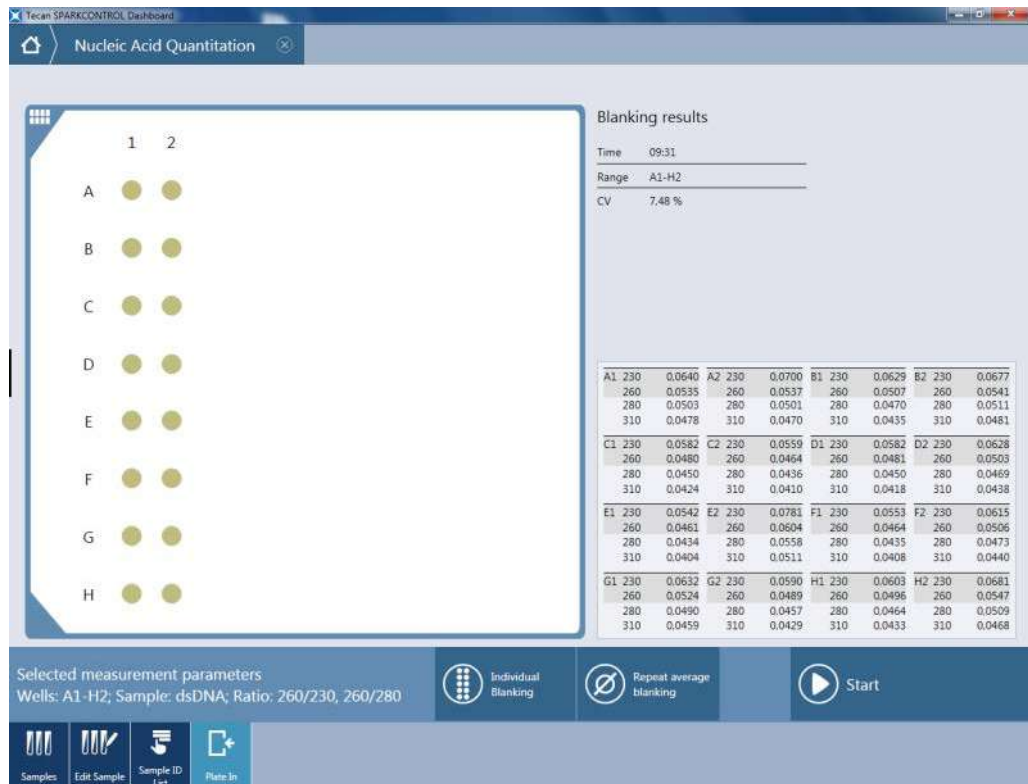 Tecan SPARKCONTROL Dashboard
Nucleic Acid Quantitation
1 2
A
B
C
D
E
F
G
H
Blanking results
Time 09:31
Range A1-H2
CV 7.48 %
A1 230 0.0640 A2 230 0.0700 B1 230 0.0629 B2 230 0.0677
260 0.0535 260 0.0537 260 0.0507 260 0.0541
280 0.0503 280 0.0501 280 0.0470 280 0.0511
310 0.0478 310 0.0470 310 0.0435 310 0.0481
C1 230 0.0582 C2 230 0.0559 D1 230 0.0582 D2 230 0.0628
260 0.0480 260 0.0464 260 0.0481 260 0.0503
280 0.0450 280 0.0436 280 0.0450 280 0.0469
310 0.0424 310 0.0410 310 0.0418 310 0.0438
E1 230 0.0542 E2 230 0.0781 F1 230 0.0553 F2 230 0.0615
260 0.0461 260 0.0604 260 0.0464 260 0.0506
280 0.0434 280 0.0558 280 0.0435 280 0.0473
310 0.0404 310 0.0511 310 0.0408 310 0.0440
G1 230 0.0632 G2 230 0.0590 H1 230 0.0603 H2 230 0.0681
260 0.0524 260 0.0489 260 0.0496 260 0.0547
280 0.0490 280 0.0457 280 0.0464 280 0.0509
310 0.0459 310 0.0429 310 0.0433 310 0.0468
Selected measurement parameters
Wells: A1-H2; Sample: dsDNA; Ratio: 260/230, 260/280
Individual
Blanking
Repeat average
blanking
Start
Samples
Edit Sample
Sample ID
List
Plate In